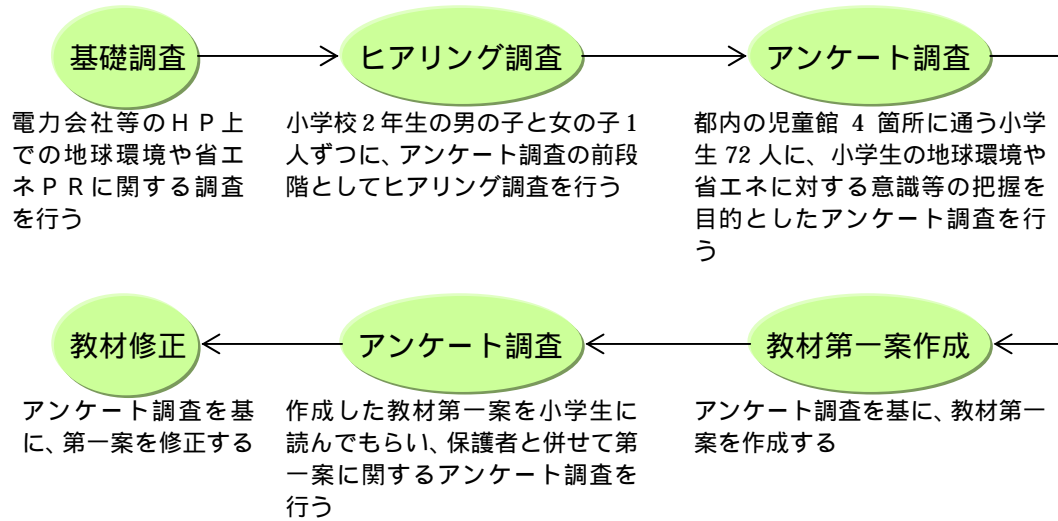 基礎調査
電力会社等のＨＰ上
での地球環境や省エ
ネＰＲに関する調査
を行う
ヒアリング調査
小学校２年生の男の子と女の子１
人ずつに、アンケート調査の前段
階としてヒアリング調査を行う
アンケート調査
都内の児童館 4 箇所に通う小学
生 72 人に、小学生の地球環境や
省エネに対する意識等の把握を
目的としたアンケート調査を行
う
教材第一案作成
アンケート調査を基に、教材第一
案を作成する
アンケート調査
作成した教材第一案を小学生に
読んでもらい、保護者と併せて第
一案に関するアンケート調査を
行う
教材修正
アンケート調査を基
に、第一案を修正する